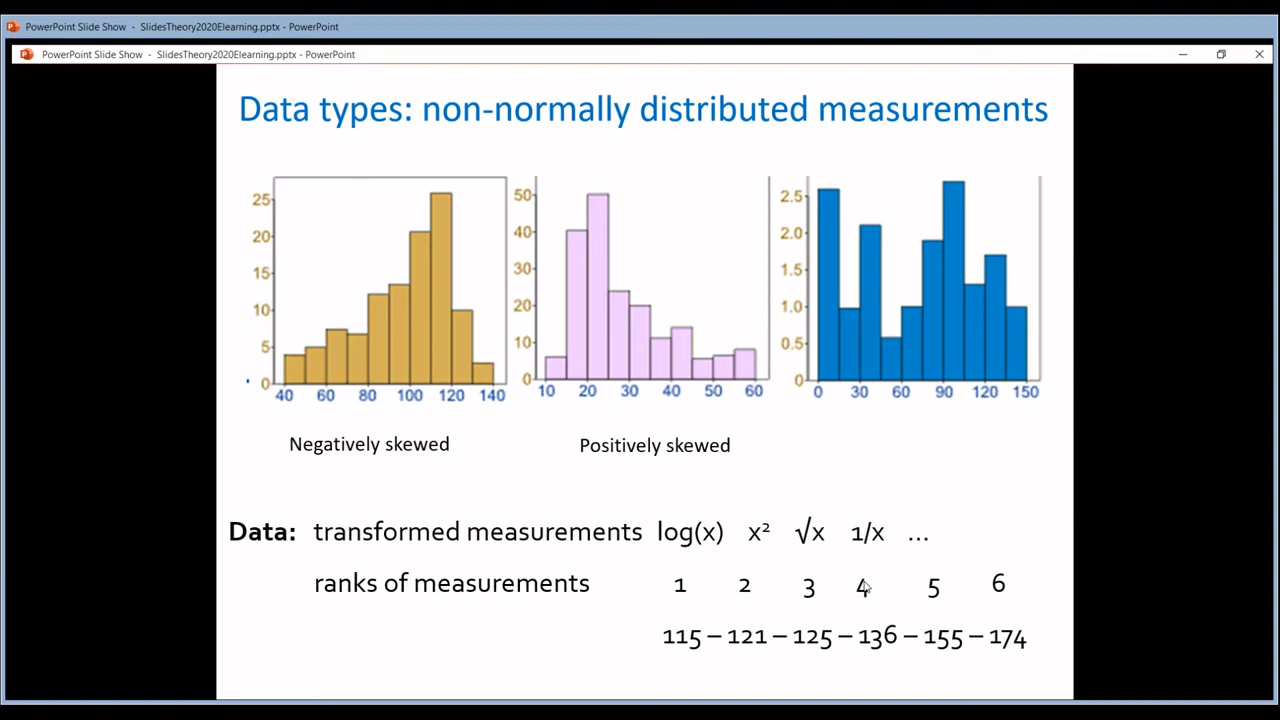 PowerPoint Slide Show - SlidesTheory2020Elearning.pptx - PowerPoint
PowerPoint Slide Show - SlidesTheory2020Elearning.pptx - PowerPoint
Data types: non-normally distributed measurements
25
20
15
10
5
0
40 60 80 100 120 140
50
40
30
20
10
0
10 20 30 40 50 60
2.5
2.0
1.5
1.0
0.5
0
0 30 60 90 120 150
Negatively skewed
Positively skewed
Data: transformed measurements log(x) x² √x 1/x ...
ranks of measurements 1 2 3 4 5 6
115 – 121 – 125 – 136 – 155 – 174